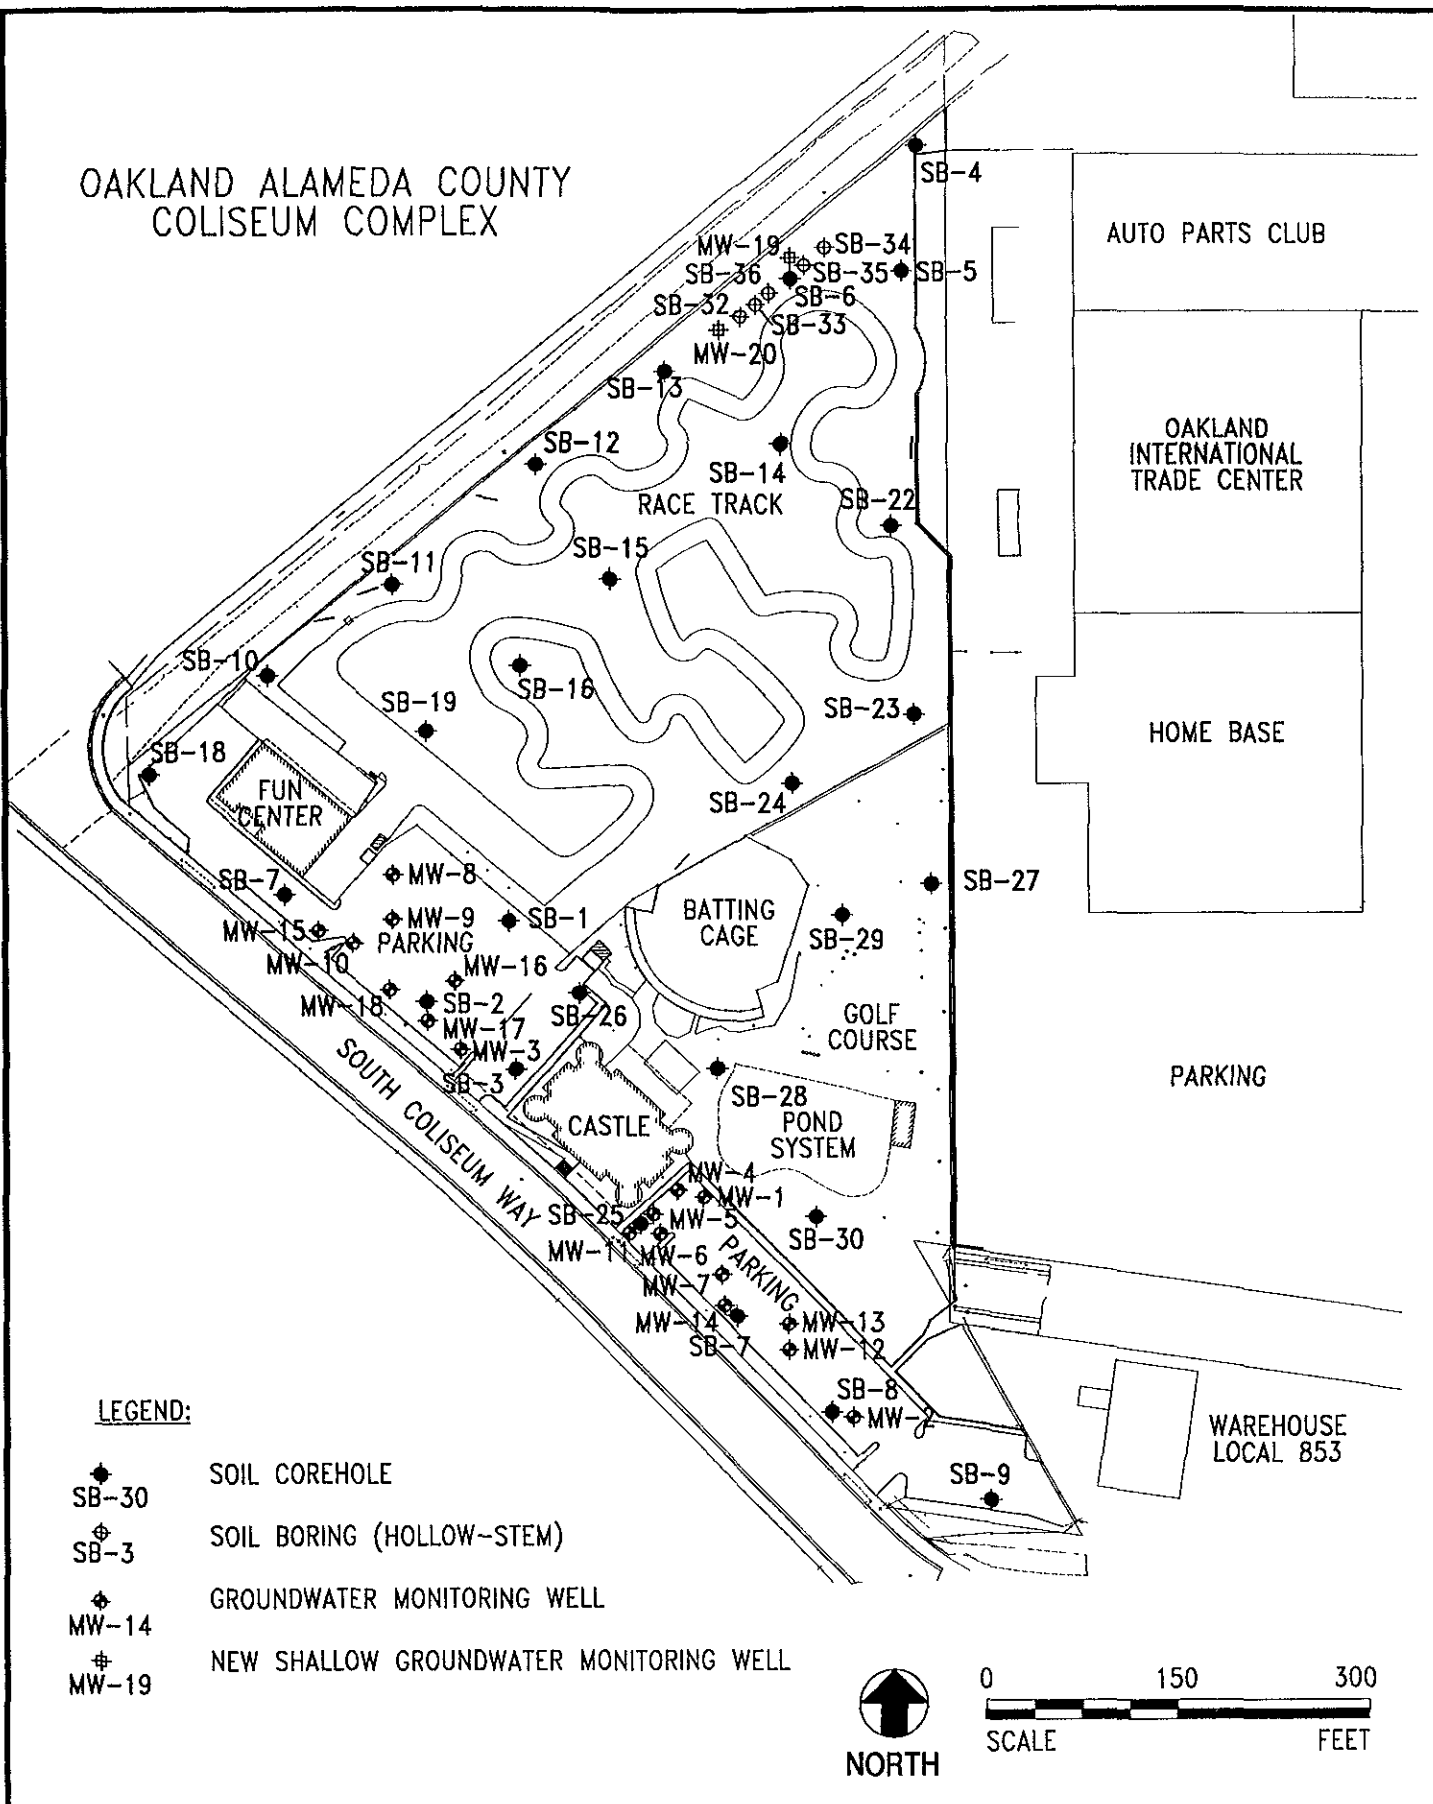 OAKLAND ALAMEDA COUNTY
COLISEUM COMPLEX
SB-4
AUTO PARTS CLUB
MW-19
SB-34
SB-36
SB-35
SB-5
SB-6
SB-32
SB-33
MW-20
SB-13
SB-12
SB-14
OAKLAND
INTERNATIONAL
TRADE CENTER
RACE TRACK
SB-22
SB-15
SB-11
SB-10
SB-16
SB-19
SB-23
HOME BASE
SB-18
FUN
CENTER
SB-24
SB-7
MW-8
SB-27
MW-9
SB-1
BATTING
CAGE
SB-29
MW-15
PARKING
MW-10
MW-16
MW-18
SB-2
SB-26
GOLF
COURSE
MW-17
MW-3
SB-3
SOUTH COLISEUM WAY
PARKING
SB-28
CASTLE
POND
SYSTEM
MW-4
MW-1
SB-25
MW-5
SB-30
MW-11
MW-6
PARKING
MW-7
MW-14
MW-13
SB-7
MW-12
SB-8
MW-2
WAREHOUSE
LOCAL 853
SB-9
LEGEND:
SB-30
SOIL COREHOLE
SB-3
SOIL BORING (HOLLOW-STEM)
MW-14
GROUNDWATER MONITORING WELL
MW-19
NEW SHALLOW GROUNDWATER MONITORING WELL
NORTH
0 150 300
SCALE FEET